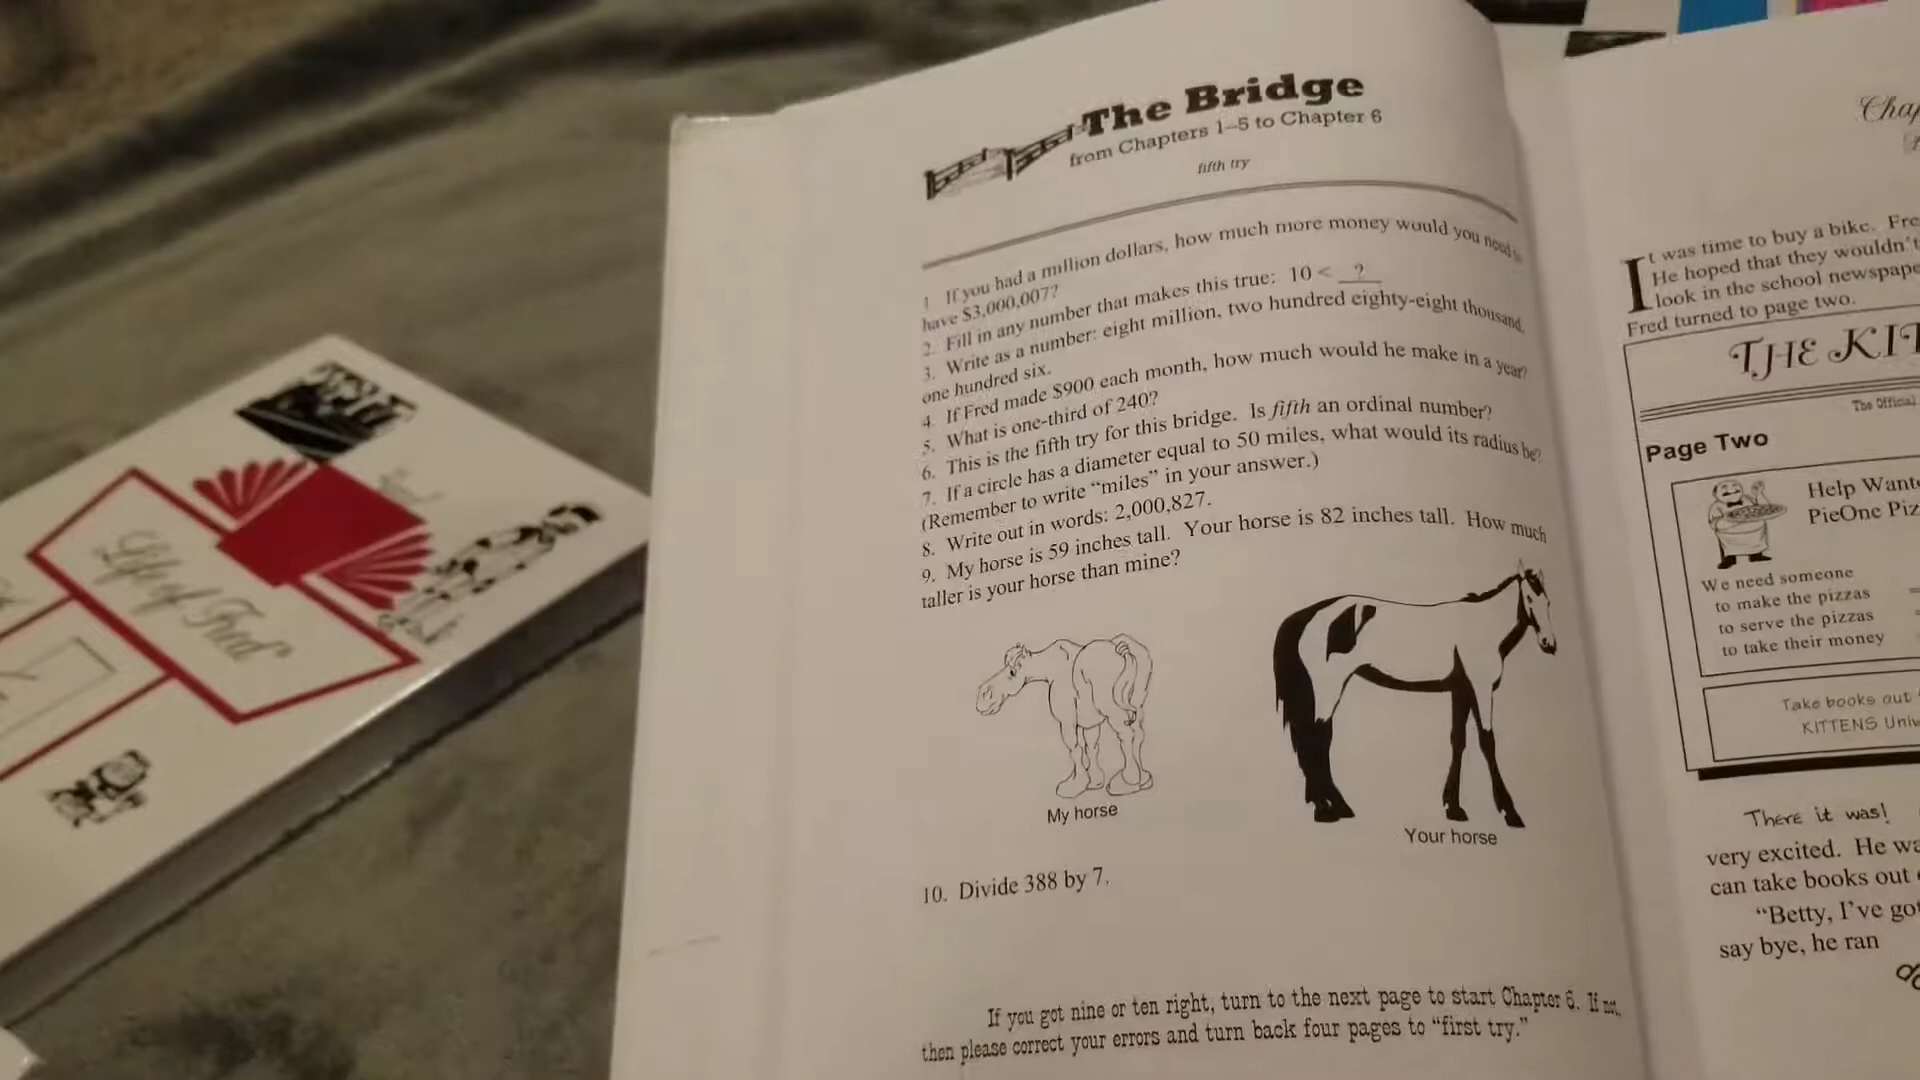 The Bridge
from Chapters 1–5 to Chapter 6
fifth try
1. If you had a million dollars, how much more money would you need to
have $3,000,007?
2. Fill in any number that makes this true: 10 < ?
3. Write as a number: eight million, two hundred eighty-eight thousand,
one hundred six.
4. If Fred made $900 each month, how much would he make in a year?
5. What is one-third of 240?
6. This is the fifth try for this bridge. Is fifth an ordinal number?
7. If a circle has a diameter equal to 50 miles, what would its radius be?
(Remember to write “miles” in your answer.)
8. Write out in words: 2,000,827.
9. My horse is 59 inches tall. Your horse is 82 inches tall. How much
taller is your horse than mine?
My horse
Your horse
10. Divide 388 by 7.
If you got nine or ten right, turn to the next page to start Chapter 6. If not,
then please correct your errors and turn back four pages to “first try.”
It was time to buy a bike.
He hoped that they wouldn't
look in the school
Fred turned to page two.
THE
The Official
Page Two
Help
PieOne
We need someone
to make the pizzas
to serve the pizzas
to take their money
Take books out
KITTENS
There it was!
very excited. He
can take books out
“Betty, I’ve
say bye, he ran
Life of Fred